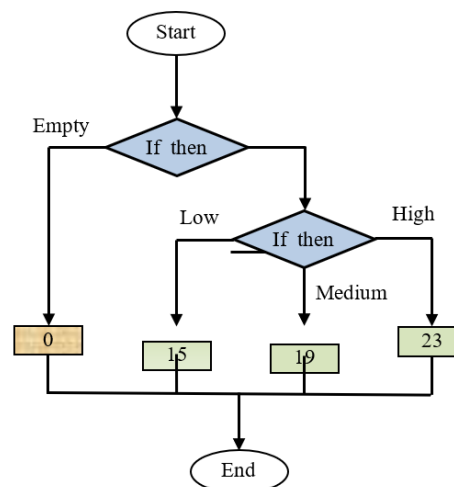 Start
Empty
If then
Low
High
If then
Medium
0
15
19
23
End